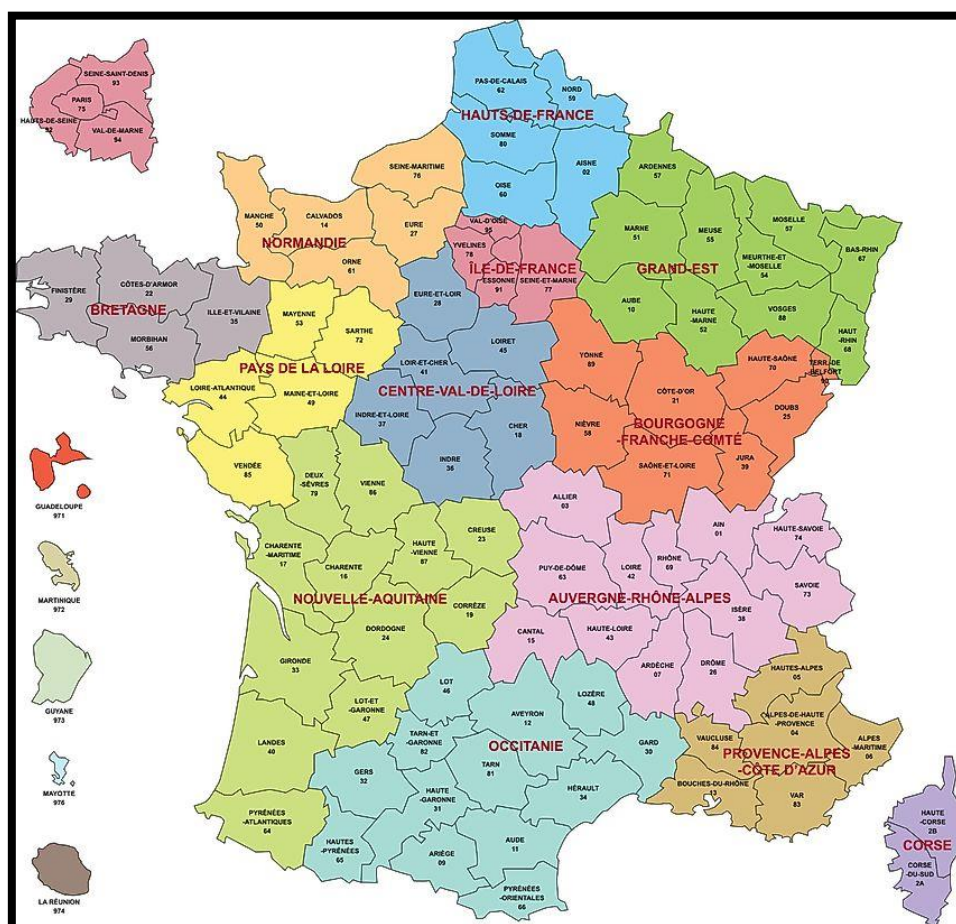 SEINE-SAINT-DENIS
93
PARIS
75
HAUTS-DE-SEINE
92
VAL-DE-MARNE
94
PAS-DE-CALAIS
62
NORD
59
HAUTS-DE-FRANCE
SOMME
80
AISNE
02
OISE
60
SEINE-MARITIME
76
MANCHE
50
CALVADOS
14
EURE
27
NORMANDIE
ORNE
61
VAL-D'OISE
95
YVELINES
78
ÎLE-DE-FRANCE
ESSONNE
91
SEINE-ET-MARNE
77
ARDENNES
57
MARNE
51
MEUSE
55
MOSELLE
57
BAS-RHIN
67
MEURTHE-ET
-MOSELLE
54
GRAND-EST
AUBE
10
HAUTE
-MARNE
52
VOSGES
88
HAUT
-RHIN
68
FINISTÈRE
29
CÔTES-D'ARMOR
22
BRETAGNE
ILLE-ET-VILAINE
35
MORBIHAN
56
MAYENNE
53
SARTHE
72
PAYS DE LA LOIRE
LOIRE-ATLANTIQUE
44
MAINE-ET-LOIRE
49
VENDÉE
85
EURE-ET-LOIR
28
LOIRET
45
LOIR-ET-CHER
41
CENTRE-VAL-DE-LOIRE
INDRE-ET-LOIRE
37
CHER
18
INDRE
36
YONNE
89
CÔTE-D'OR
21
HAUTE-SAÔNE
70
TERR.-DE
-BELFORT
90
DOUBS
25
NIÈVRE
58
BOURGOGNE
-FRANCHE-COMTÉ
SAÔNE-ET-LOIRE
71
JURA
39
DEUX
-SÈVRES
79
VIENNE
86
CREUSE
23
HAUTE
-VIENNE
87
CHARENTE
-MARITIME
17
CHARENTE
16
NOUVELLE-AQUITAINE
CORRÈZE
19
DORDOGNE
24
GIRONDE
33
LOT-ET
-GARONNE
47
LANDES
40
PYRÉNÉES
-ATLANTIQUES
64
ALLIER
03
PUY-DE-DÔME
63
LOIRE
42
RHÔNE
69
AIN
01
HAUTE-SAVOIE
74
SAVOIE
73
AUVERGNE-RHÔNE-ALPES
ISÈRE
38
CANTAL
15
HAUTE-LOIRE
43
ARDÈCHE
07
DRÔME
26
LOT
46
AVEYRON
12
LOZÈRE
48
TARN-ET
-GARONNE
82
OCCITANIE
GARD
30
GERS
32
TARN
81
HAUTE
-GARONNE
31
HÉRAULT
34
HAUTES
-PYRÉNÉES
65
ARIÈGE
09
AUDE
11
PYRÉNÉES
-ORIENTALES
66
HAUTES-ALPES
05
ALPES-DE-HAUTE
-PROVENCE
04
ALPES
-MARITIME
06
VAUCLUSE
84
PROVENCE-ALPES
-CÔTE D'AZUR
BOUCHES-DU-RHÔNE
13
VAR
83
HAUTE
-CORSE
2B
CORSE
CORSE
-DU-SUD
2A
GUADELOUPE
971
MARTINIQUE
972
GUYANE
973
MAYOTTE
976
LA RÉUNION
974